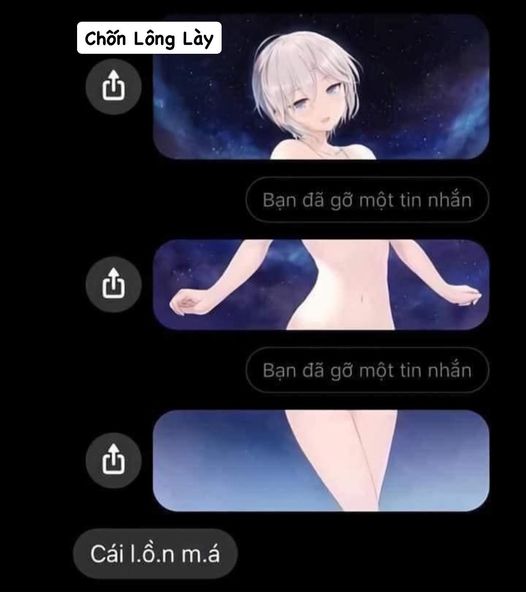 Chốn Lông Lày
Bạn đã gỡ một tin nhắn
Bạn đã gỡ một tin nhắn
Cái l.ồ.n m.á